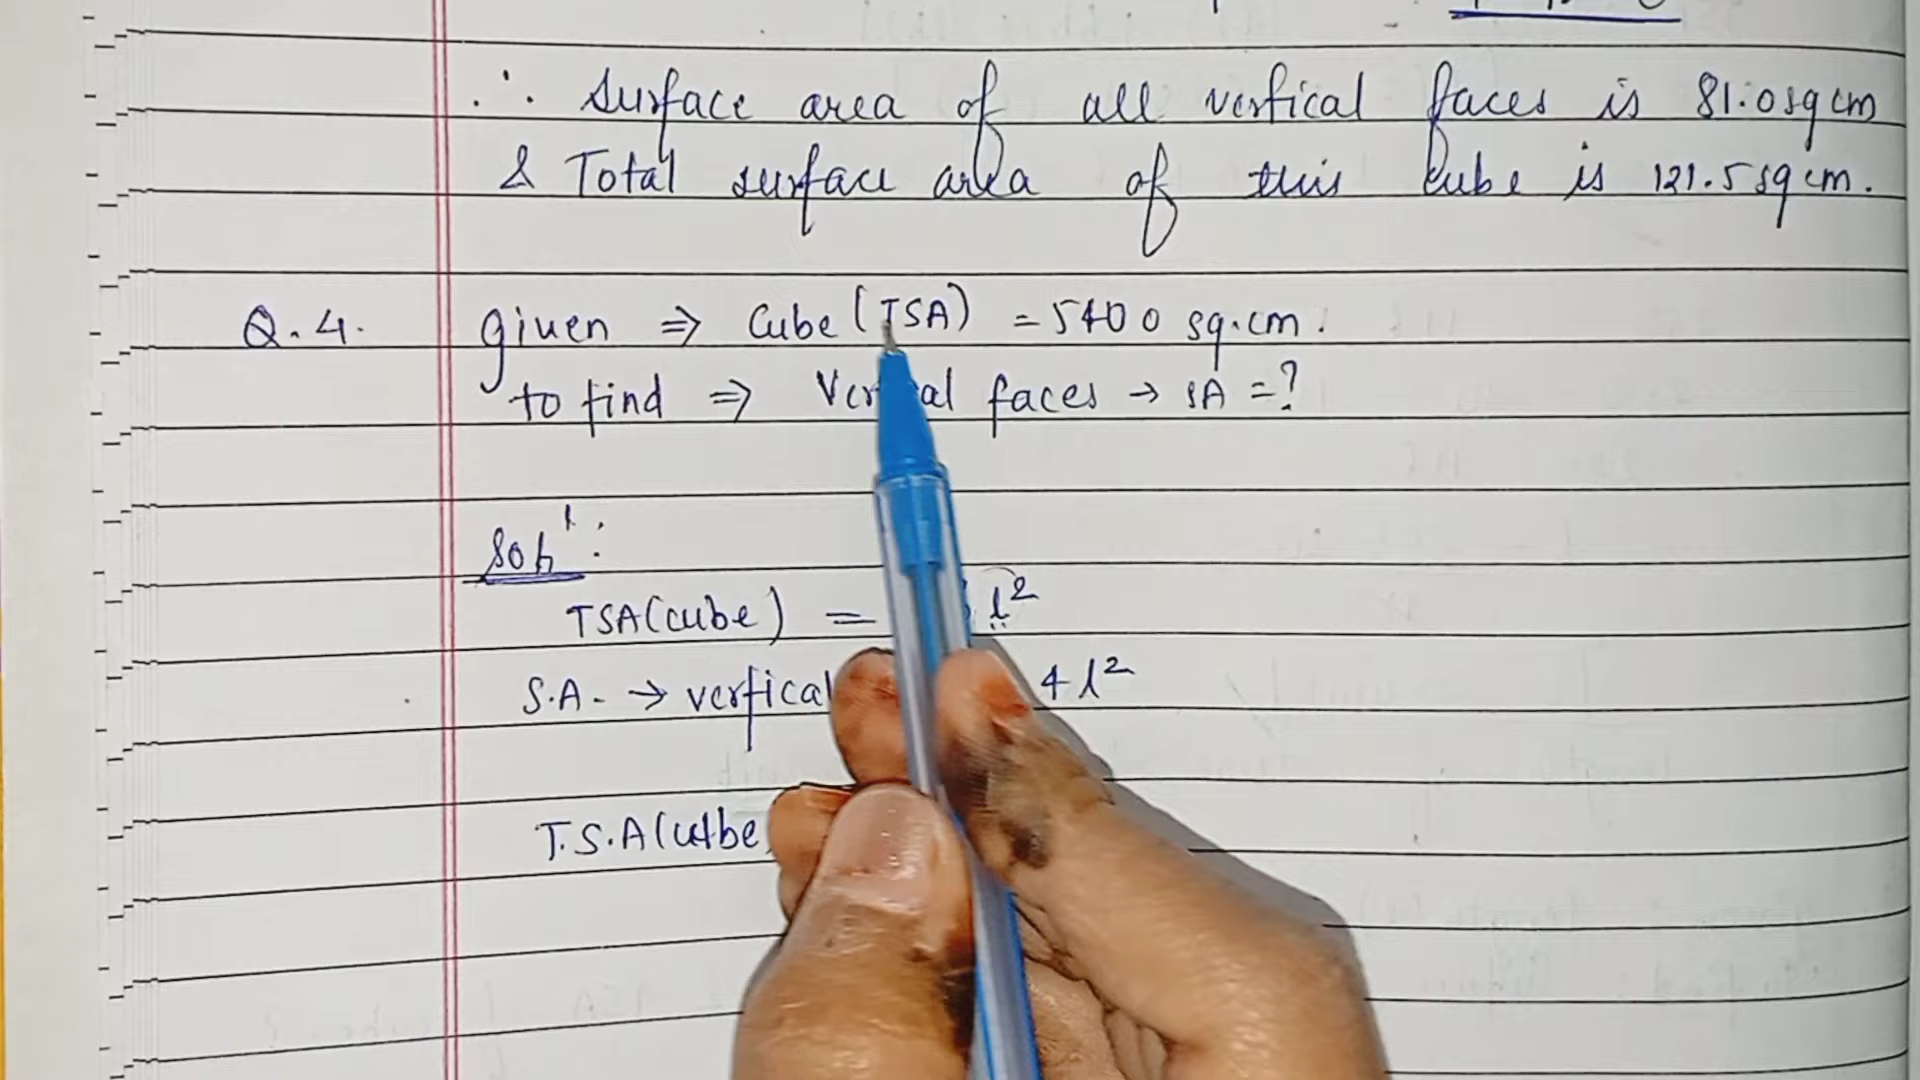 ∴ Surface area of all vertical faces is 81.0 sq cm
& Total surface area of this cube is 121.5 sq cm.
Q.4. given ⇒ Cube (TSA) = 5400 sq.cm.
to find ⇒ faces → SA = ?
Soln:
TSA(cube) = l²
S.A. → vertical 4l²
T.S.A(cube